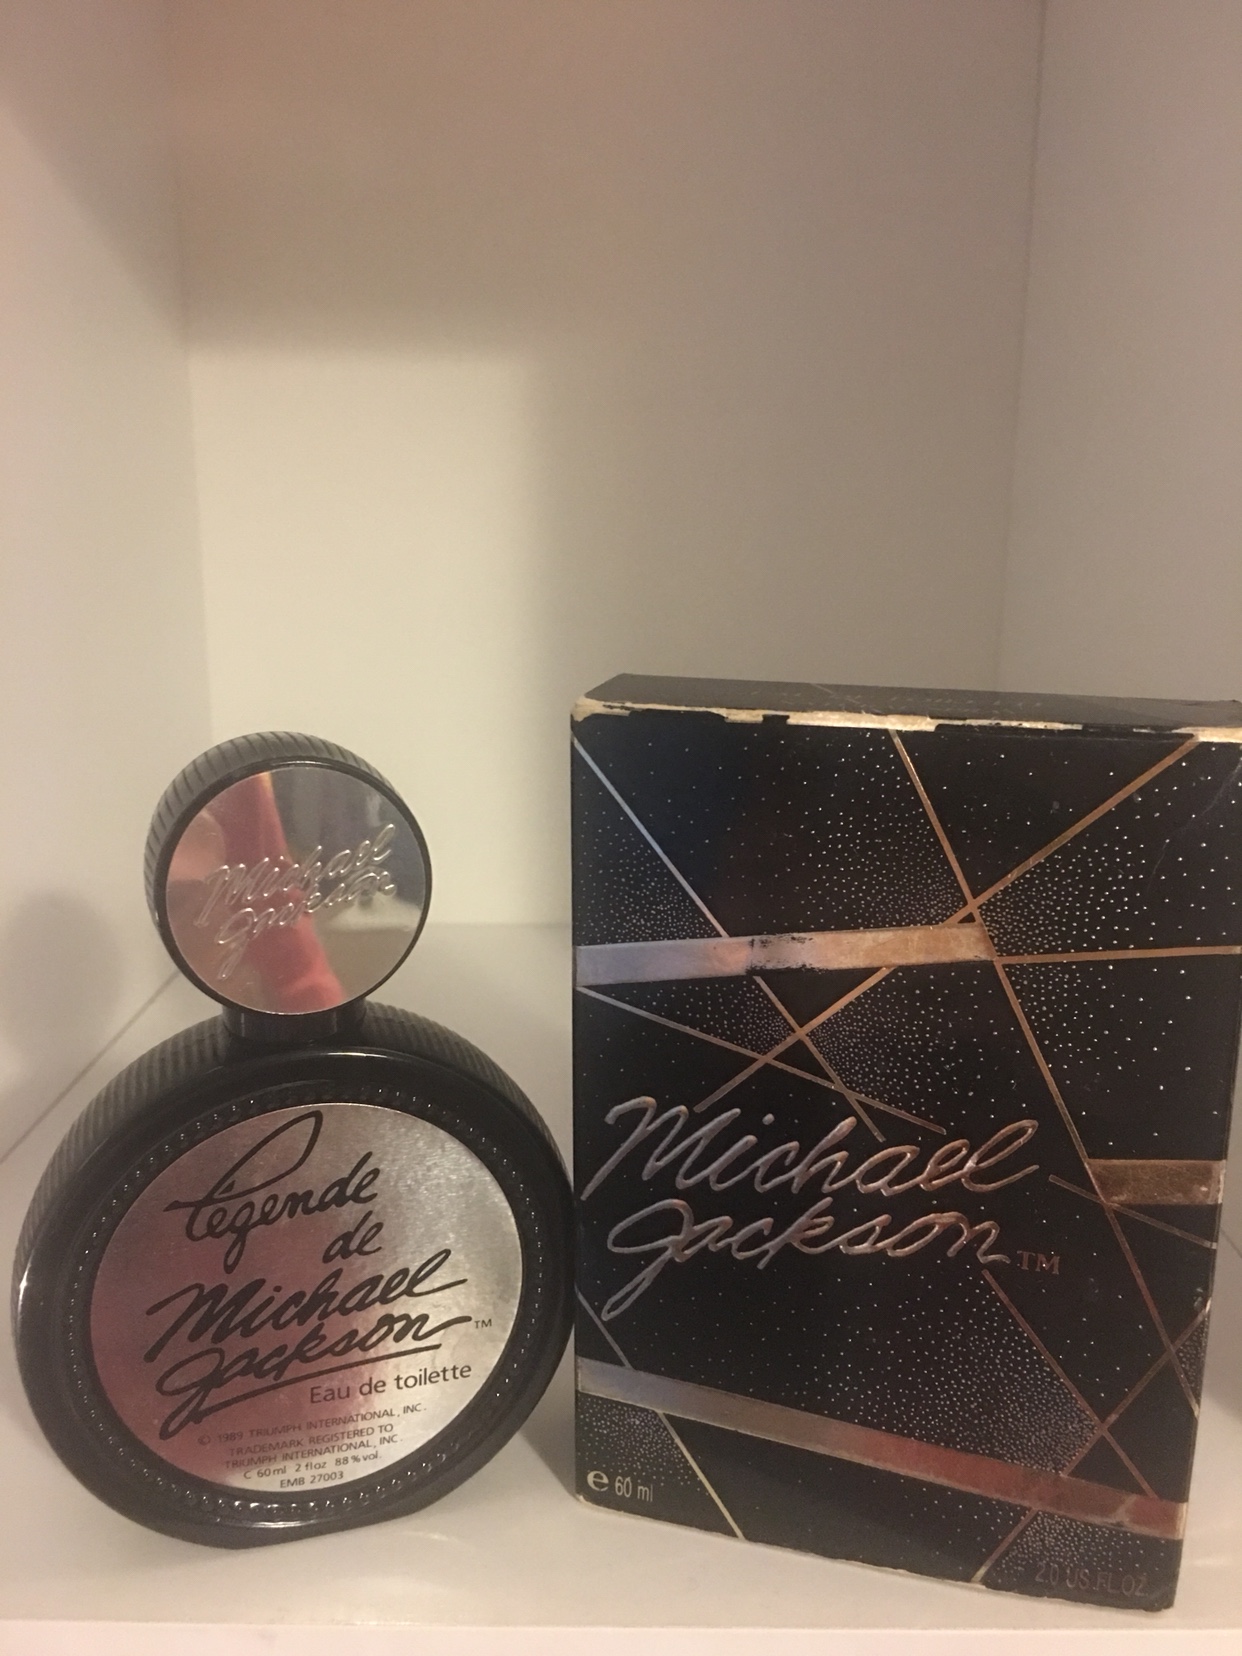 Michael
Jackson
Légende
de
Michael
Jackson™
Eau de toilette
© 1989 TRIUMPH INTERNATIONAL, INC.
TRADEMARK REGISTERED TO
TRIUMPH INTERNATIONAL, INC.
C 60 ml 2 fl oz 88 % vol.
EMB 27003
Michael
Jackson™
e 60 ml
2.0 US.FL.OZ.